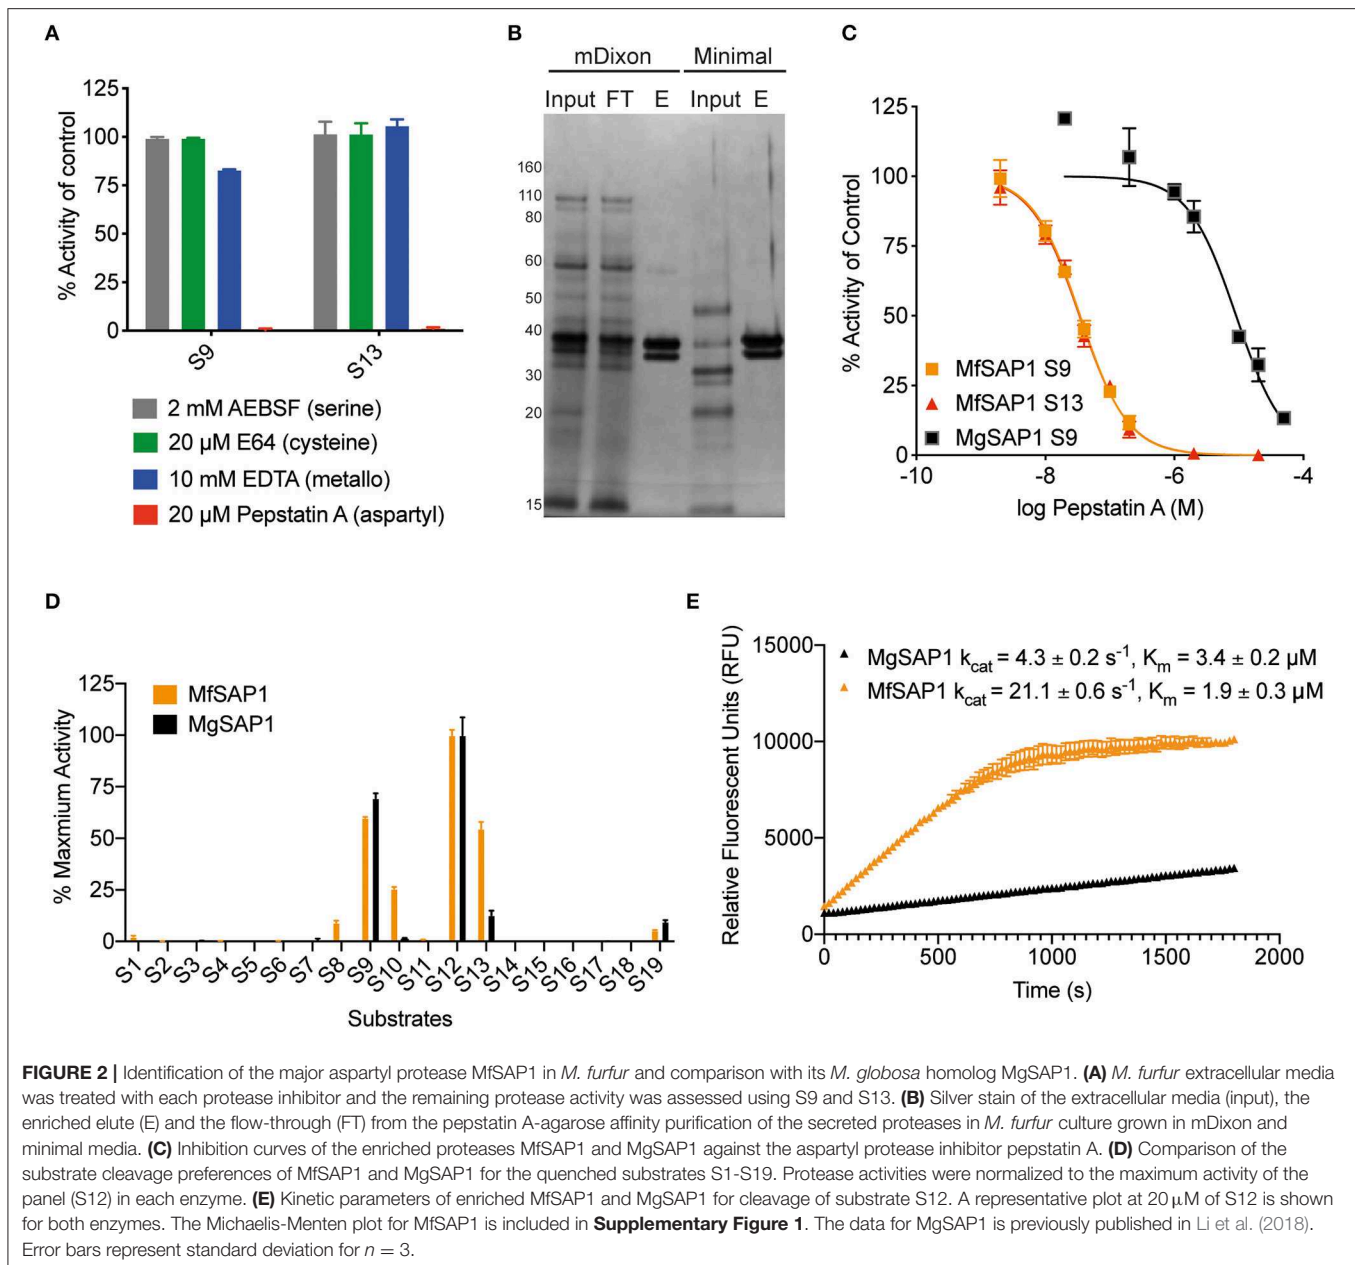 A
125
100
75
50
25
0
% Activity of control
S9
S13
2 mM AEBSF (serine)
20 µM E64 (cysteine)
10 mM EDTA (metallo)
20 µM Pepstatin A (aspartyl)
B
mDixon Minimal
Input FT E Input E
160
110
80
60
50
40
30
20
15
C
125
100
75
50
25
0
% Activity of Control
MfSAP1 S9
MfSAP1 S13
MgSAP1 S9
-10 -8 -6 -4
log Pepstatin A (M)
D
125
100
75
50
25
0
% Maxmium Activity
MfSAP1
MgSAP1
S1 S2 S3 S4 S5 S6 S7 S8 S9 S10 S11 S12 S13 S14 S15 S16 S17 S18 S19
Substrates
E
15000
10000
5000
0
Relative Fluorescent Units (RFU)
MgSAP1 kcat = 4.3 ± 0.2 s-1, Km = 3.4 ± 0.2 µM
MfSAP1 kcat = 21.1 ± 0.6 s-1, Km = 1.9 ± 0.3 µM
0 500 1000 1500 2000
Time (s)
FIGURE 2 | Identification of the major aspartyl protease MfSAP1 in M. furfur and comparison with its M. globosa homolog MgSAP1. (A) M. furfur extracellular media
was treated with each protease inhibitor and the remaining protease activity was assessed using S9 and S13. (B) Silver stain of the extracellular media (input), the
enriched elute (E) and the flow-through (FT) from the pepstatin A-agarose affinity purification of the secreted proteases in M. furfur culture grown in mDixon and
minimal media. (C) Inhibition curves of the enriched proteases MfSAP1 and MgSAP1 against the aspartyl protease inhibitor pepstatin A. (D) Comparison of the
substrate cleavage preferences of MfSAP1 and MgSAP1 for the quenched substrates S1-S19. Protease activities were normalized to the maximum activity of the
panel (S12) in each enzyme. (E) Kinetic parameters of enriched MfSAP1 and MgSAP1 for cleavage of substrate S12. A representative plot at 20 µM of S12 is shown
for both enzymes. The Michaelis-Menten plot for MfSAP1 is included in Supplementary Figure 1. The data for MgSAP1 is previously published in Li et al. (2018).
Error bars represent standard deviation for n = 3.